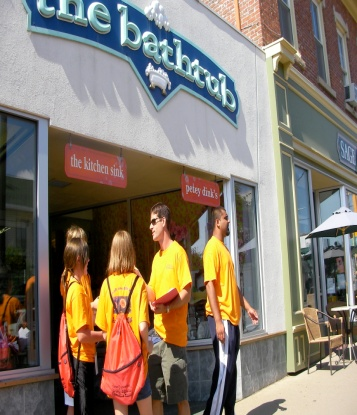 the bathtub
the kitchen sink
petey dink's
SAGE